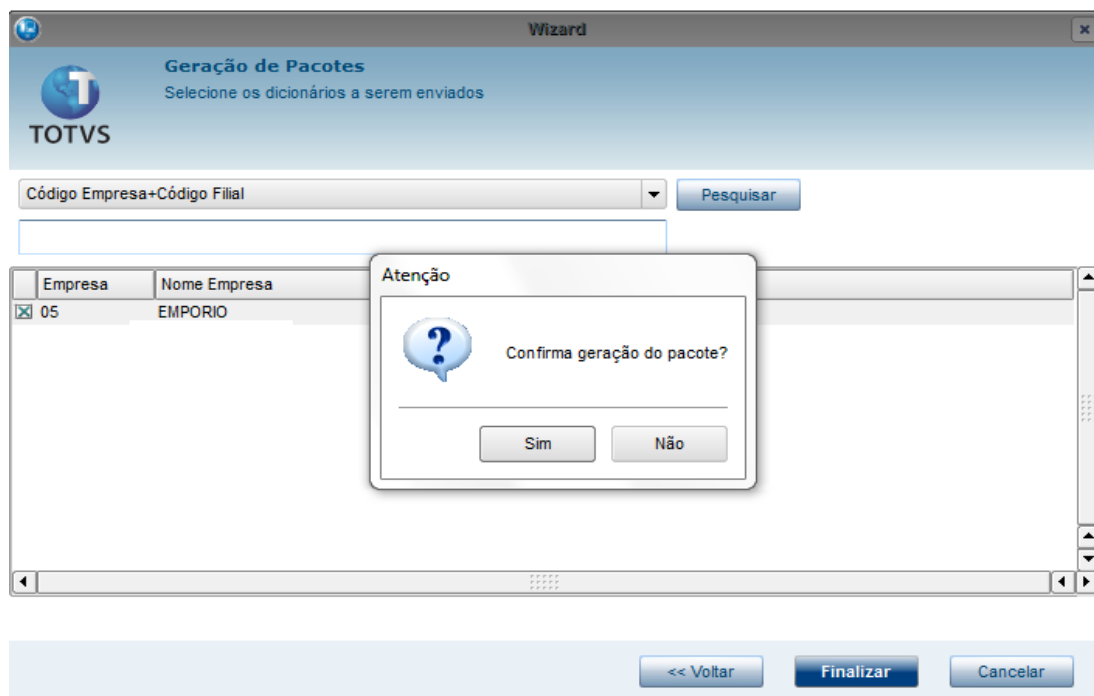 Wizard
Geração de Pacotes
Selecione os dicionários a serem enviados
TOTVS
Código Empresa+Código Filial
Pesquisar
Empresa Nome Empresa
05 EMPORIO
Atenção
?
Confirma geração do pacote?
Sim Não
<< Voltar Finalizar Cancelar